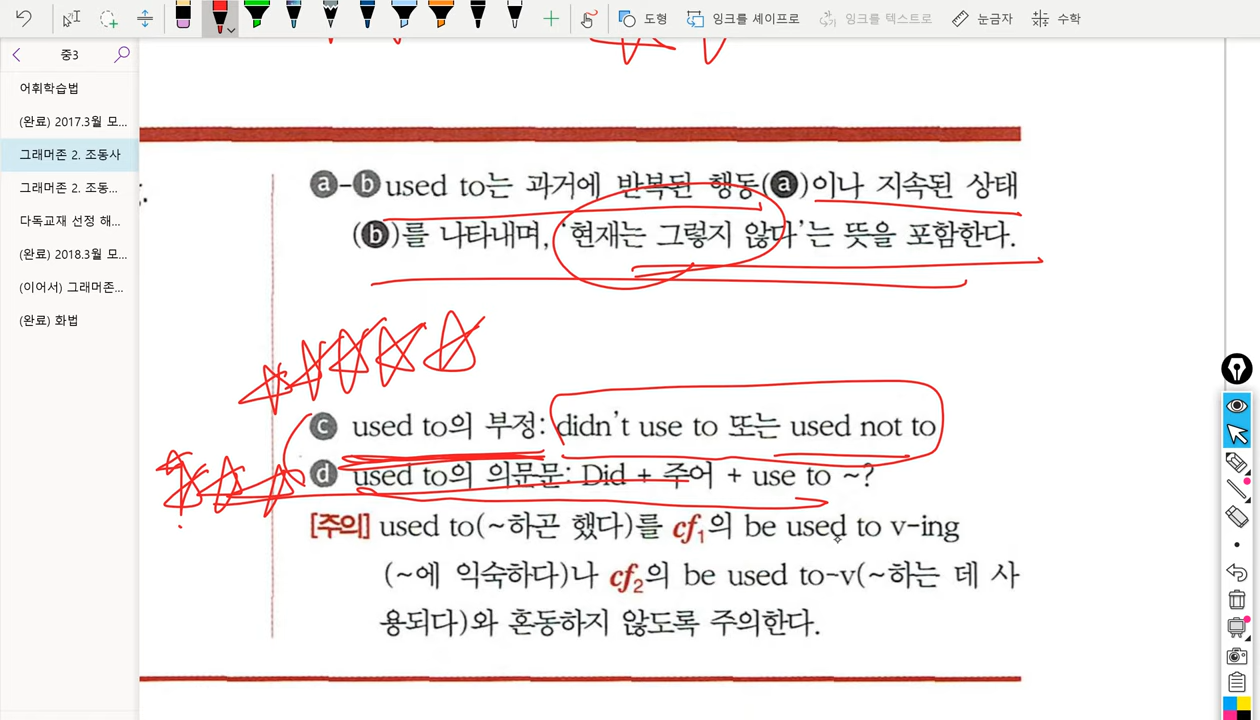 도형
잉크를 셰이프로
잉크를 텍스트로
눈금자
수학
중3
어휘학습법
(완료) 2017.3월 모...
그래머존 2. 조동사
그래머존 2. 조동...
다독교재 선정 해...
(완료) 2018.3월 모...
(이어서) 그래머존...
(완료) 화법
ⓐ-ⓑ used to는 과거에 반복된 행동(ⓐ)이나 지속된 상태
(ⓑ)를 나타내며, ‘현재는 그렇지 않다’는 뜻을 포함한다.
ⓒ used to의 부정: didn’t use to 또는 used not to
ⓓ used to의 의문문: Did + 주어 + use to ~?
[주의] used to(~하곤 했다)를 cf₁의 be used to v-ing
(~에 익숙하다)나 cf₂의 be used to-v(~하는 데 사
용되다)와 혼동하지 않도록 주의한다.